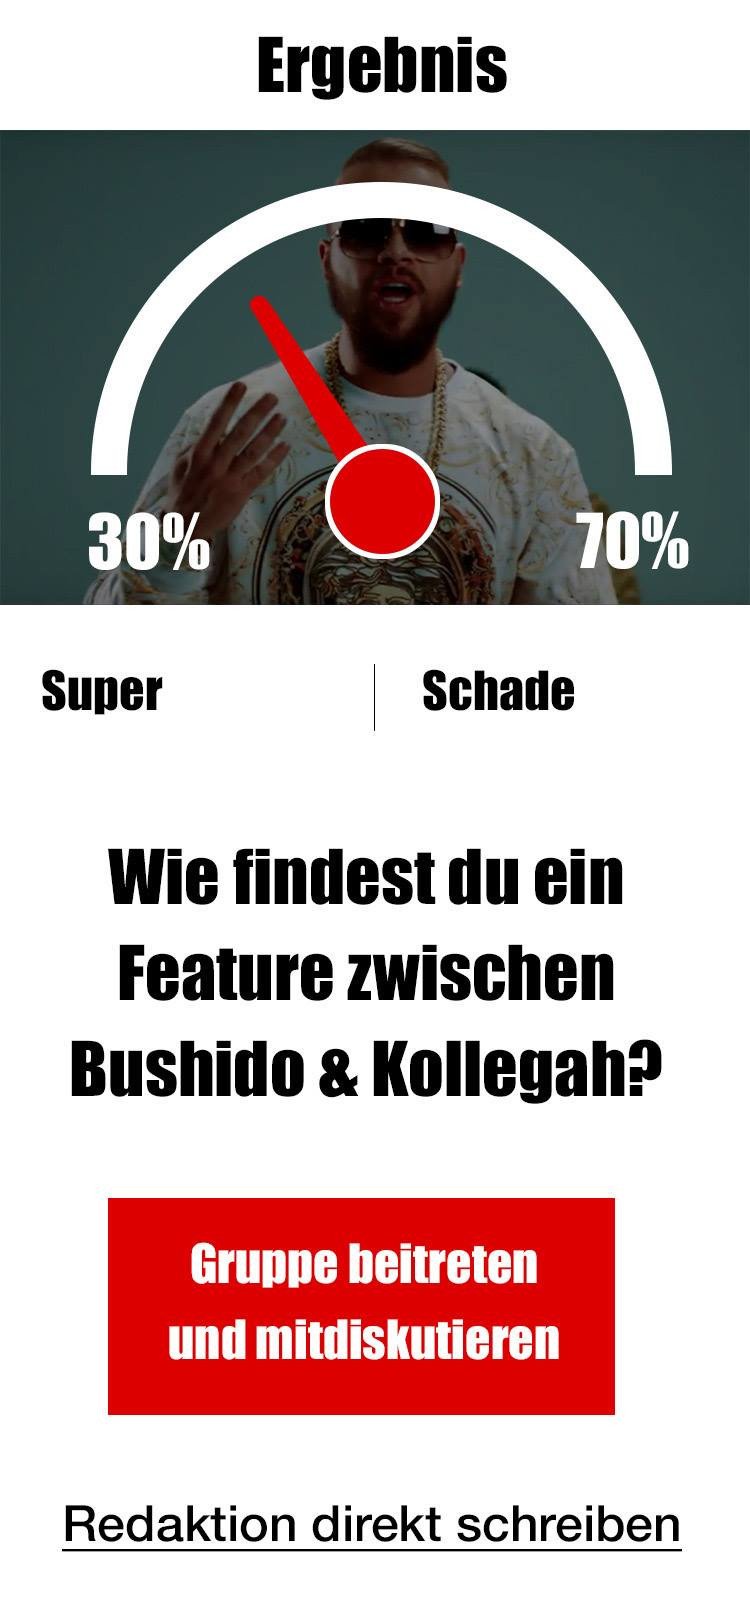 Ergebnis
30%
70%
Super
Schade
Wie findest du ein
Feature zwischen
Bushido & Kollegah?
Gruppe beitreten
und mitdiskutieren
Redaktion direkt schreiben